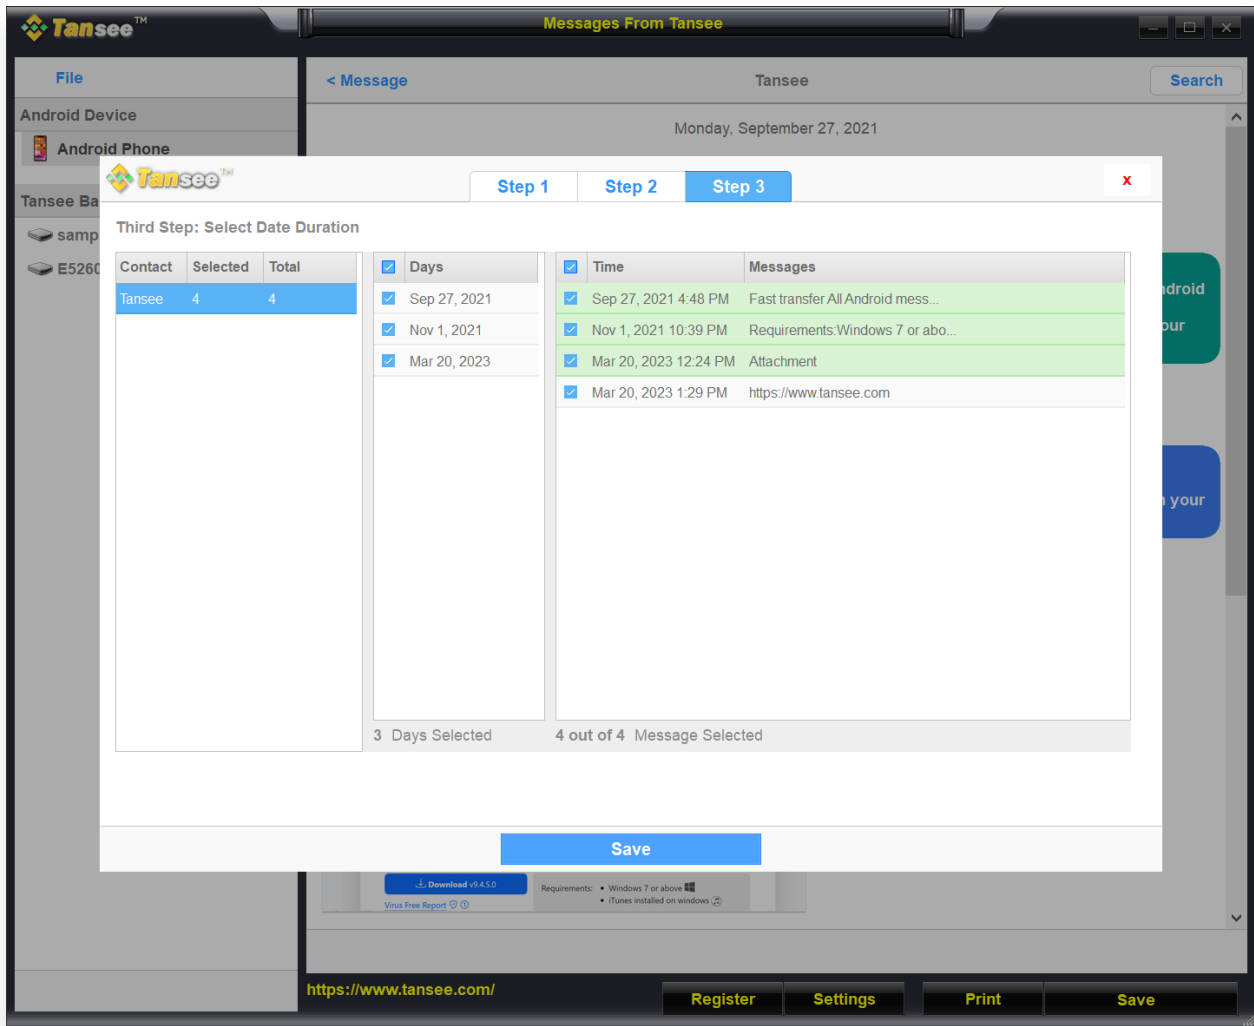 Tansee™
Messages From Tansee
File
< Message
Tansee
Search
Android Device
Monday, September 27, 2021
Android Phone
Tansee™
Step 1
Step 2
Step 3
x
Tansee Ba
samp
E5260
Third Step: Select Date Duration
Contact Selected Total
Tansee 4 4
Days
Sep 27, 2021
Nov 1, 2021
Mar 20, 2023
Time Messages
Sep 27, 2021 4:48 PM Fast transfer All Android mess...
Nov 1, 2021 10:39 PM Requirements:Windows 7 or abo...
Mar 20, 2023 12:24 PM Attachment
Mar 20, 2023 1:29 PM https://www.tansee.com
droid
our
your
3 Days Selected
4 out of 4 Message Selected
Save
Download v9.4.5.0
Virus Free Report
Requirements: • Windows 7 or above
• iTunes installed on windows
https://www.tansee.com/
Register
Settings
Print
Save